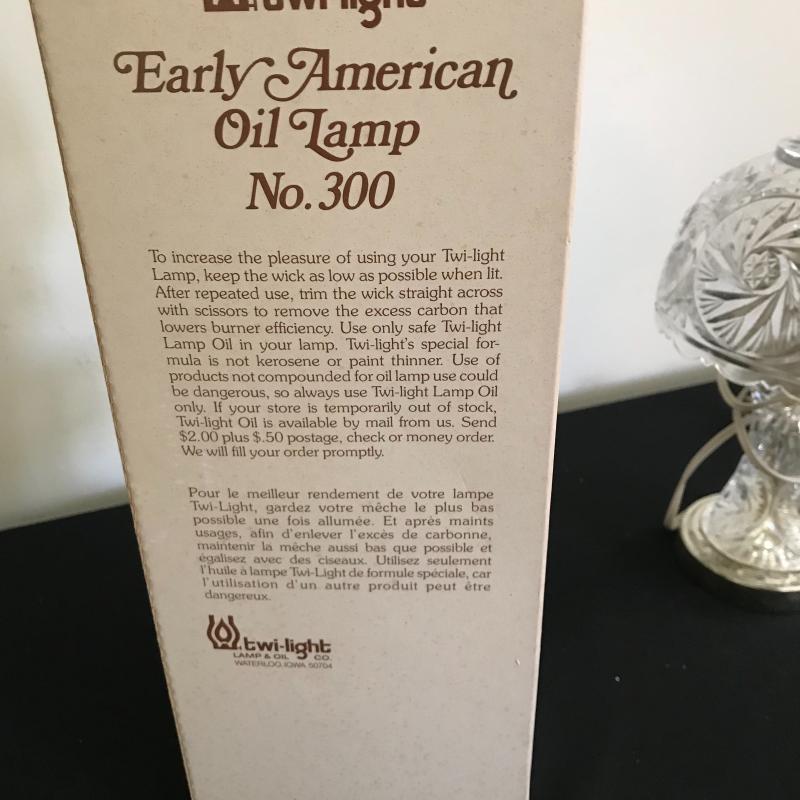 twi-light
Early American
Oil Lamp
No. 300
To increase the pleasure of using your Twi-light
Lamp, keep the wick as low as possible when lit.
After repeated use, trim the wick straight across
with scissors to remove the excess carbon that
lowers burner efficiency. Use only safe Twi-light
Lamp Oil in your lamp. Twi-light's special for-
mula is not kerosene or paint thinner. Use of
products not compounded for oil lamp use could
be dangerous, so always use Twi-light Lamp Oil
only. If your store is temporarily out of stock,
Twi-light Oil is available by mail from us. Send
$2.00 plus $.50 postage, check or money order.
We will fill your order promptly.
Pour le meilleur rendement de votre lampe
Twi-Light, gardez votre mêche le plus bas
possible une fois allumée. Et après maints
usages, afin d'enlever l'excés de carbonne,
maintenir la mêche aussi bas que possible et
égalisez avec des ciseaux. Utilisez seulement
l'huile à lampe Twi-Light de formule spéciale, car
l'utilisation d'un autre produit peut être
dangereux.
twi-light
LAMP & OIL CO.
WATERLOO, IOWA 50704